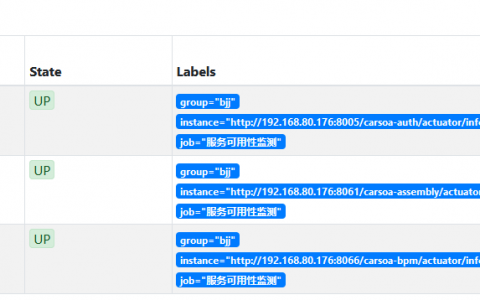 State Labels
UP group="bjj"
instance="http://192.168.80.176:8005/carsoa-auth/actuator/info
job="服务可用性监测"
UP group="bjj"
instance="http://192.168.80.176:8061/carsoa-assembly/actuator
job="服务可用性监测"
UP group="bjj"
instance="http://192.168.80.176:8066/carsoa-bpm/actuator/info
job="服务可用性监测"